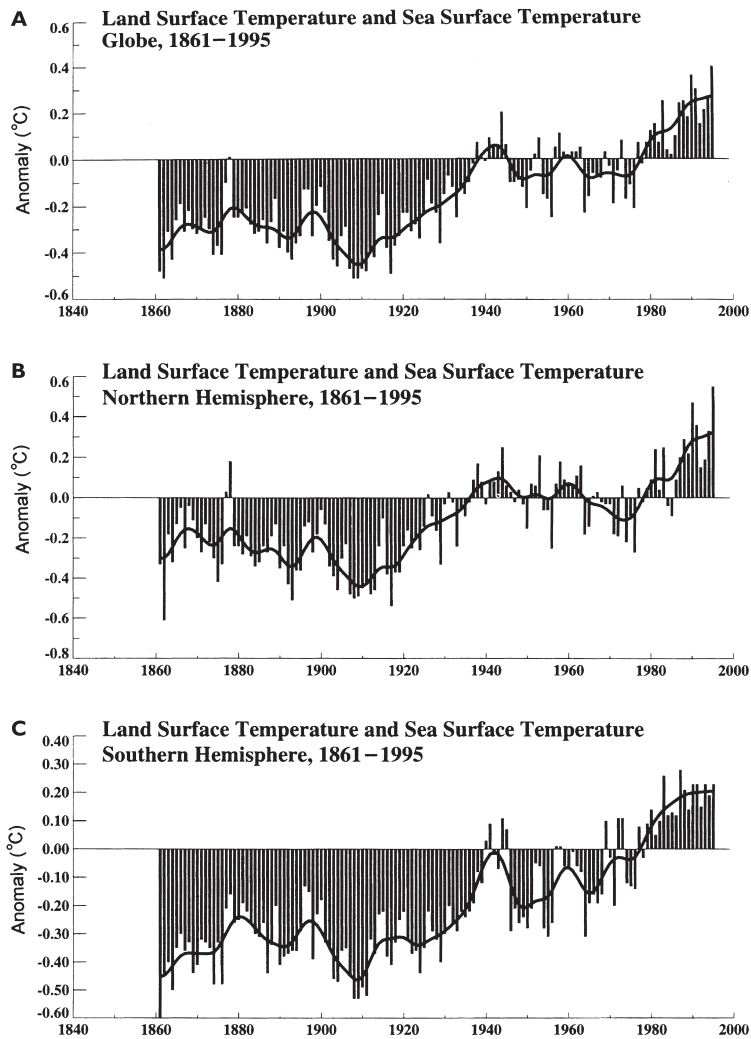 A
Land Surface Temperature and Sea Surface Temperature
Globe, 1861−1995
0.6
0.4
0.2
0.0
-0.2
-0.4
-0.6
Anomaly (°C)
1840 1860 1880 1900 1920 1940 1960 1980 2000
B
Land Surface Temperature and Sea Surface Temperature
Northern Hemisphere, 1861−1995
0.6
0.4
0.2
0.0
-0.2
-0.4
-0.6
-0.8
Anomaly (°C)
1840 1860 1880 1900 1920 1940 1960 1980 2000
C
Land Surface Temperature and Sea Surface Temperature
Southern Hemisphere, 1861−1995
0.40
0.30
0.20
0.10
0.00
-0.10
-0.20
-0.30
-0.40
-0.50
-0.60
Anomaly (°C)
1840 1860 1880 1900 1920 1940 1960 1980 2000